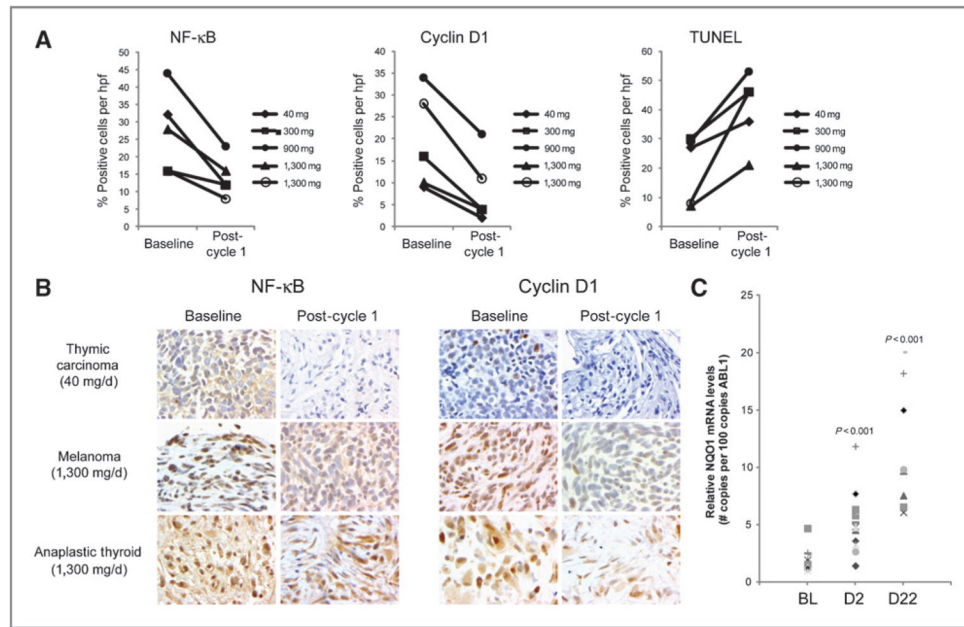 A
NF-κB
% Positive cells per hpf
50
45
40
35
30
25
20
15
10
5
0
Baseline
Post-
cycle 1
40 mg
300 mg
900 mg
1,300 mg
1,300 mg
Cyclin D1
% Positive cells per hpf
40
35
30
25
20
15
10
5
0
Baseline
Post-
cycle 1
40 mg
300 mg
900 mg
1,300 mg
1,300 mg
TUNEL
% Positive cells per hpf
60
50
40
30
20
10
0
Baseline
Post-
cycle 1
40 mg
300 mg
900 mg
1,300 mg
1,300 mg
B
NF-κB
Cyclin D1
Baseline
Post-cycle 1
Baseline
Post-cycle 1
Thymic
carcinoma
(40 mg/d)
Melanoma
(1,300 mg/d)
Anaplastic thyroid
(1,300 mg/d)
C
Relative NQO1 mRNA levels
(# copies per 100 copies ABL1)
25
20
15
10
5
0
P < 0.001
P < 0.001
BL
D2
D22